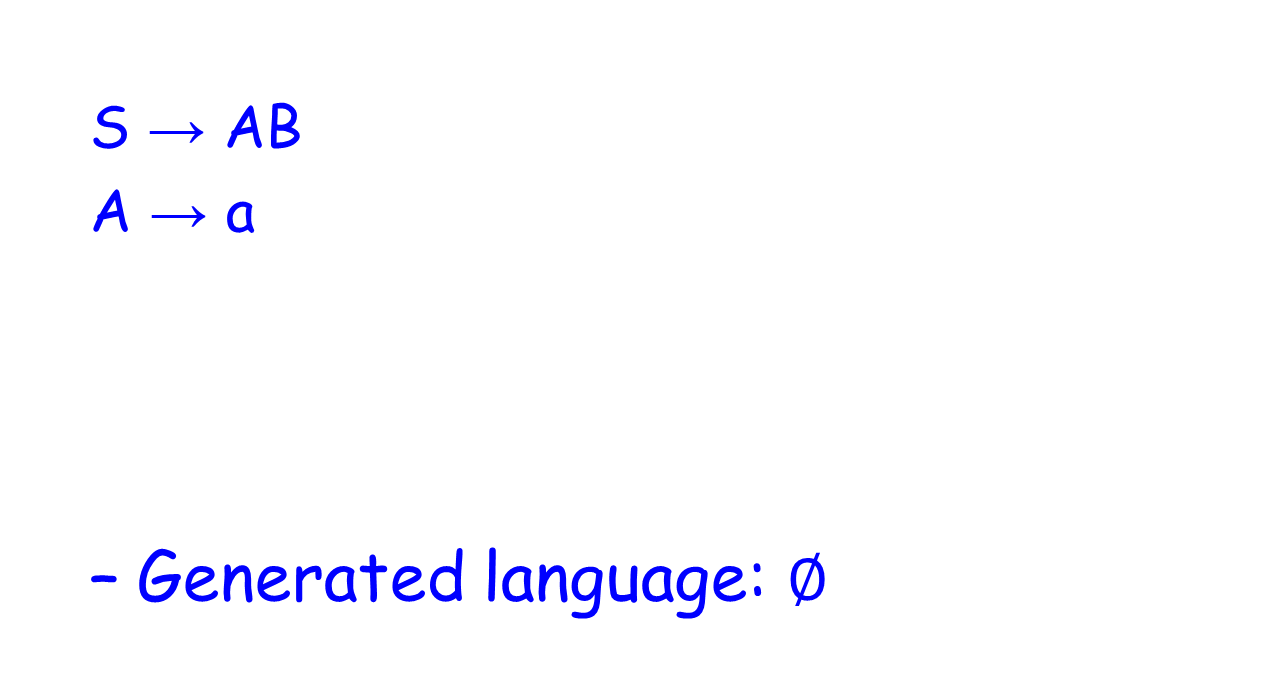 S → AB
A → a
– Generated language: ∅